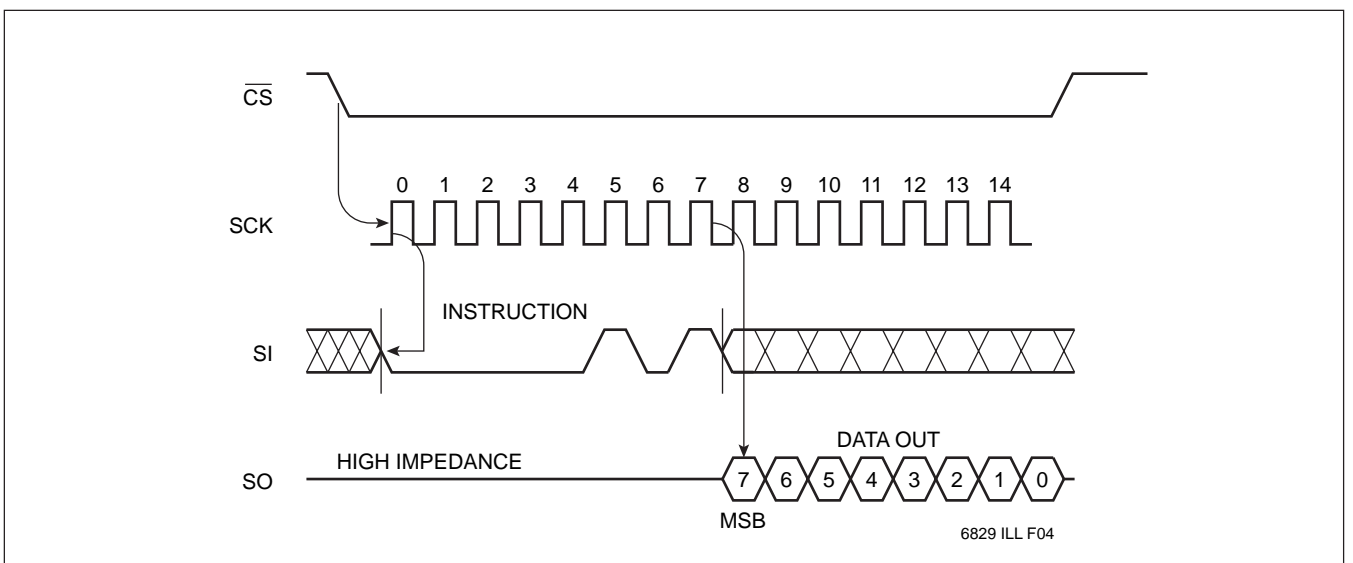 C̅S̅
0 1 2 3 4 5 6 7 8 9 10 11 12 13 14
SCK
INSTRUCTION
SI
DATA OUT
HIGH IMPEDANCE
SO
7 6 5 4 3 2 1 0
MSB
6829 ILL F04